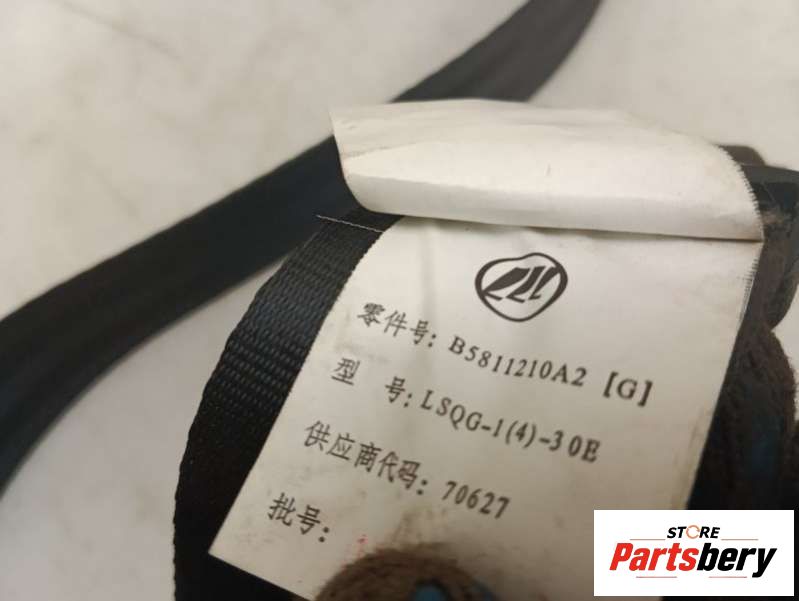 零件号: B5811210A2 [G]
型 号: LSQG-1(4)-30E
供应商代码: 70627
批号:
STORE
Partsbery